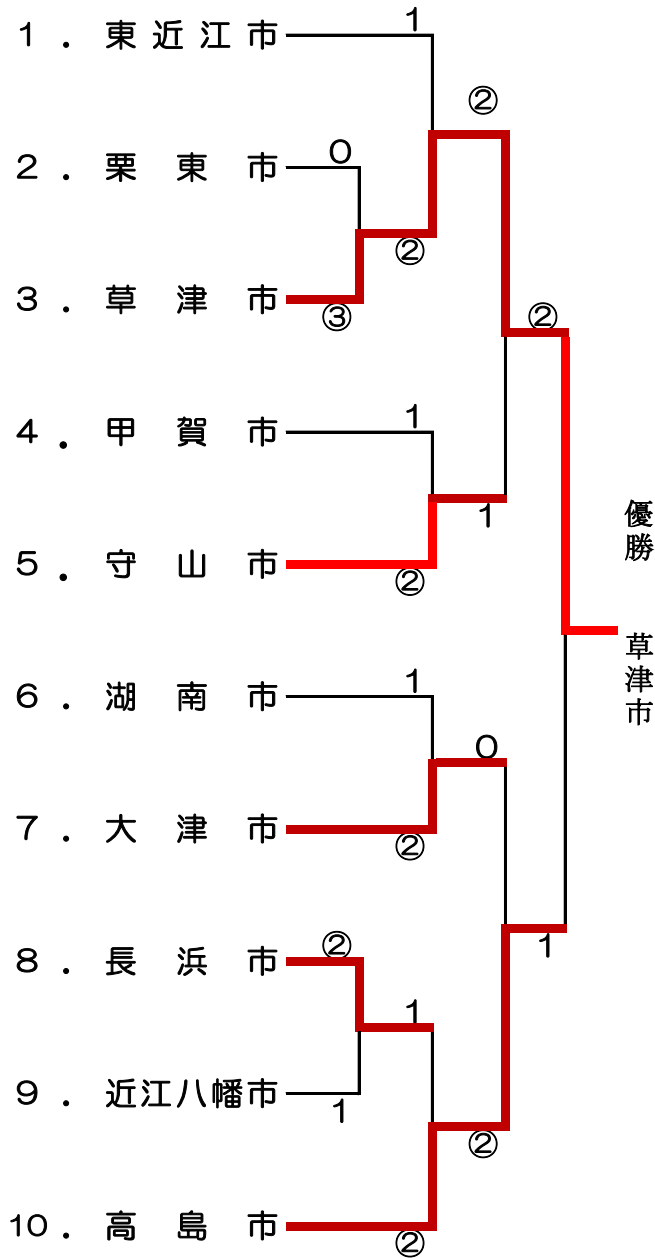 1. 東近江市
1
②
2. 栗東市
0
②
3. 草津市
③
②
4. 甲賀市
1
1
5. 守山市
②
優勝
草津市
6. 湖南市
1
0
7. 大津市
②
8. 長浜市
②
1
1
9. 近江八幡市
1
②
10. 高島市
②